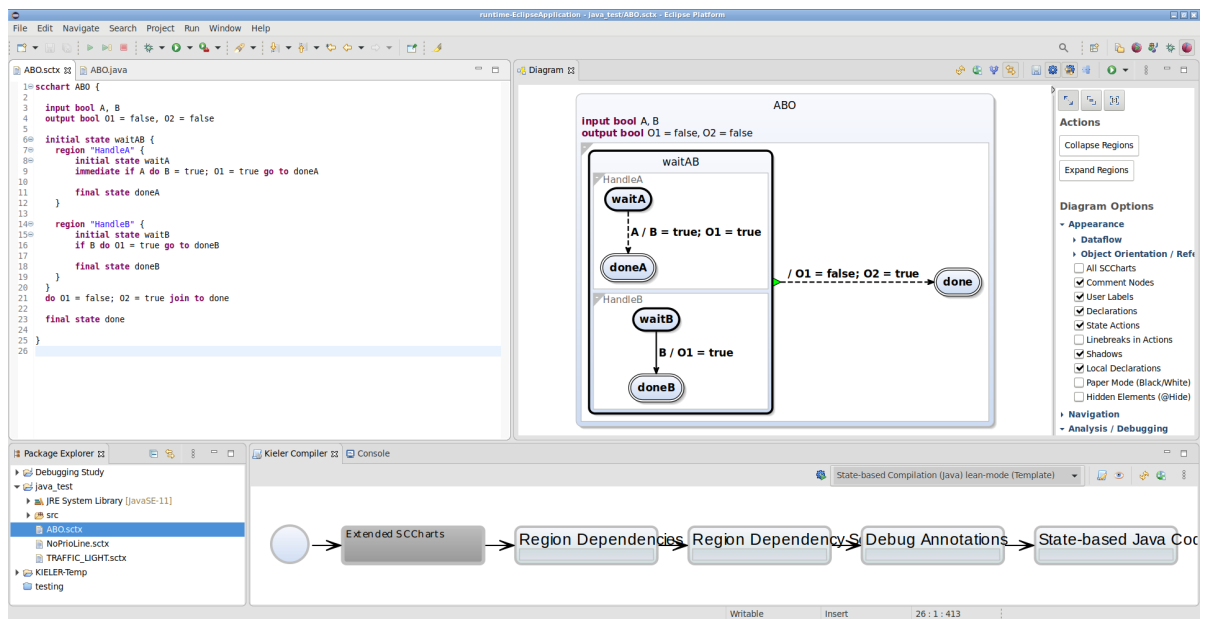 runtime-EclipseApplication - java_test/ABO.sctx - Eclipse Platform
File Edit Navigate Search Project Run Window Help
ABO.sctx ABO.java
1 scchart ABO {
2
3 input bool A, B
4 output bool O1 = false, O2 = false
5
6 initial state waitAB {
7 region "HandleA" {
8 initial state waitA
9 immediate if A do B = true; O1 = true go to doneA
10
11 final state doneA
12 }
13
14 region "HandleB" {
15 initial state waitB
16 if B do O1 = true go to doneB
17
18 final state doneB
19 }
20 }
21 do O1 = false; O2 = true join to done
22
23 final state done
24
25 }
26
Diagram
ABO
input bool A, B
output bool O1 = false, O2 = false
waitAB
HandleA
waitA
A / B = true; O1 = true
doneA
/ O1 = false; O2 = true
done
HandleB
waitB
B / O1 = true
doneB
Actions
Collapse Regions
Expand Regions
Diagram Options
Appearance
Dataflow
Object Orientation / Refe
All SCCharts
Comment Nodes
User Labels
Declarations
State Actions
Linebreaks in Actions
Shadows
Local Declarations
Paper Mode (Black/White)
Hidden Elements (@Hide)
Navigation
Analysis / Debugging
Package Explorer
Debugging Study
java_test
JRE System Library [JavaSE-11]
src
ABO.sctx
NoPrioLine.sctx
TRAFFIC_LIGHT.sctx
KIELER-Temp
testing
Kieler Compiler Console
State-based Compilation (Java) lean-mode (Template)
Extended SCCharts
Region Dependencies
Region Dependency S
Debug Annotations
State-based Java Coo
Writable Insert 26 : 1 : 413